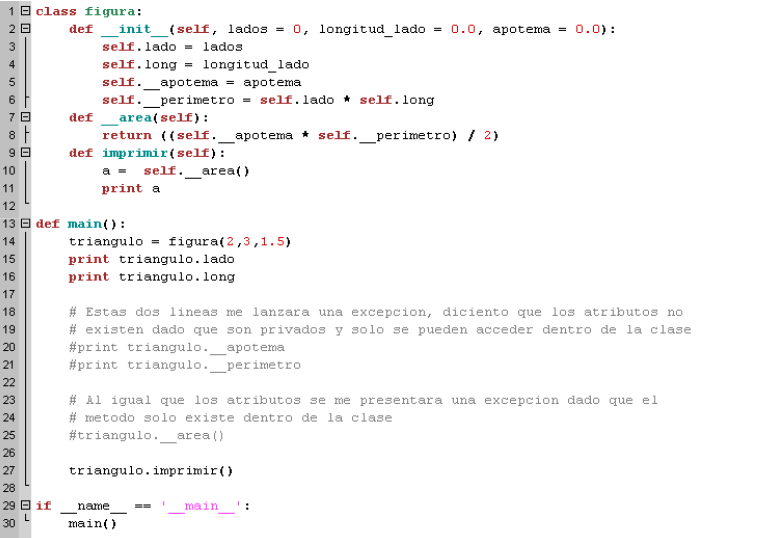 1 class figura:
2     def __init__(self, lados = 0, longitud_lado = 0.0, apotema = 0.0):
3         self.lado = lados
4         self.long = longitud_lado
5         self.__apotema = apotema
6         self.__perimetro = self.lado * self.long
7     def __area(self):
8         return ((self.__apotema * self.__perimetro) / 2)
9     def imprimir(self):
10         a =  self.__area()
11         print a
12
13 def main():
14     triangulo = figura(2,3,1.5)
15     print triangulo.lado
16     print triangulo.long
17
18     # Estas dos lineas me lanzara una excepcion, diciento que los atributos no
19     # existen dado que son privados y solo se pueden acceder dentro de la clase
20     #print triangulo.__apotema
21     #print triangulo.__perimetro
22
23     # Al igual que los atributos se me presentara una excepcion dado que el
24     # metodo solo existe dentro de la clase
25     #triangulo.__area()
26
27     triangulo.imprimir()
28
29 if __name__ == '__main__':
30     main()